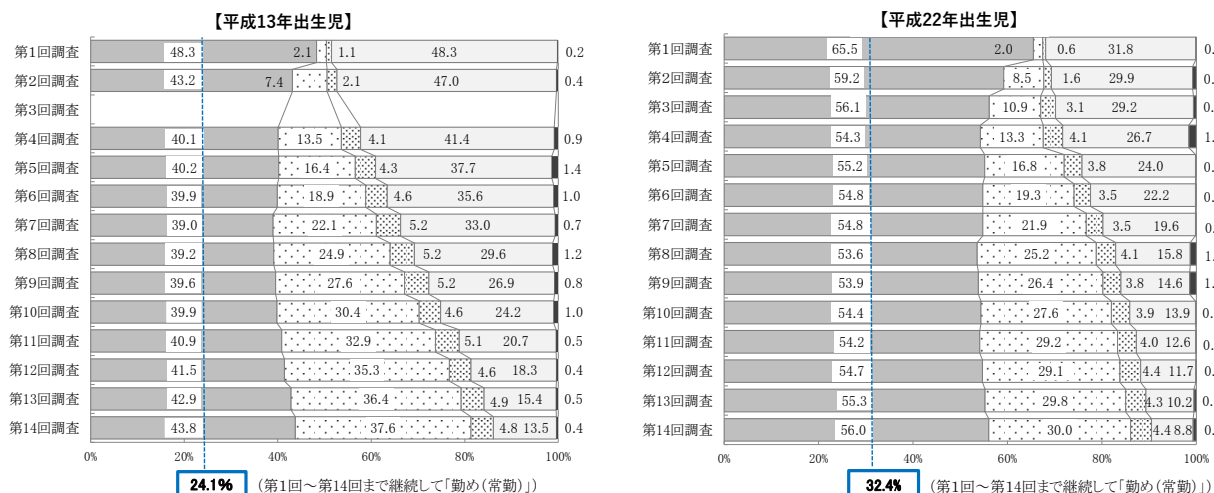 【平成13年出生児】
第1回調査 48.3 2.1 1.1 48.3 0.2
第2回調査 43.2 7.4 2.1 47.0 0.4
第3回調査
第4回調査 40.1 13.5 4.1 41.4 0.9
第5回調査 40.2 16.4 4.3 37.7 1.4
第6回調査 39.9 18.9 4.6 35.6 1.0
第7回調査 39.0 22.1 5.2 33.0 0.7
第8回調査 39.2 24.9 5.2 29.6 1.2
第9回調査 39.6 27.6 5.2 26.9 0.8
第10回調査 39.9 30.4 4.6 24.2 1.0
第11回調査 40.9 32.9 5.1 20.7 0.5
第12回調査 41.5 35.3 4.6 18.3 0.4
第13回調査 42.9 36.4 4.9 15.4 0.5
第14回調査 43.8 37.6 4.8 13.5 0.4
0% 20% 40% 60% 80% 100%
24.1% (第1回～第14回まで継続して「勤め(常勤)」)
【平成22年出生児】
第1回調査 65.5 2.0 0.6 31.8 0.
第2回調査 59.2 8.5 1.6 29.9 0.
第3回調査 56.1 10.9 3.1 29.2 0.
第4回調査 54.3 13.3 4.1 26.7 1.
第5回調査 55.2 16.8 3.8 24.0 0.
第6回調査 54.8 19.3 3.5 22.2 0.
第7回調査 54.8 21.9 3.5 19.6 0.
第8回調査 53.6 25.2 4.1 15.8 1.
第9回調査 53.9 26.4 3.8 14.6 1.
第10回調査 54.4 27.6 3.9 13.9 0.
第11回調査 54.2 29.2 4.0 12.6 0.
第12回調査 54.7 29.1 4.4 11.7 0.
第13回調査 55.3 29.8 4.3 10.2 0.
第14回調査 56.0 30.0 4.4 8.8 0.
0% 20% 40% 60% 80% 100%
32.4% (第1回～第14回まで継続して「勤め(常勤)」)